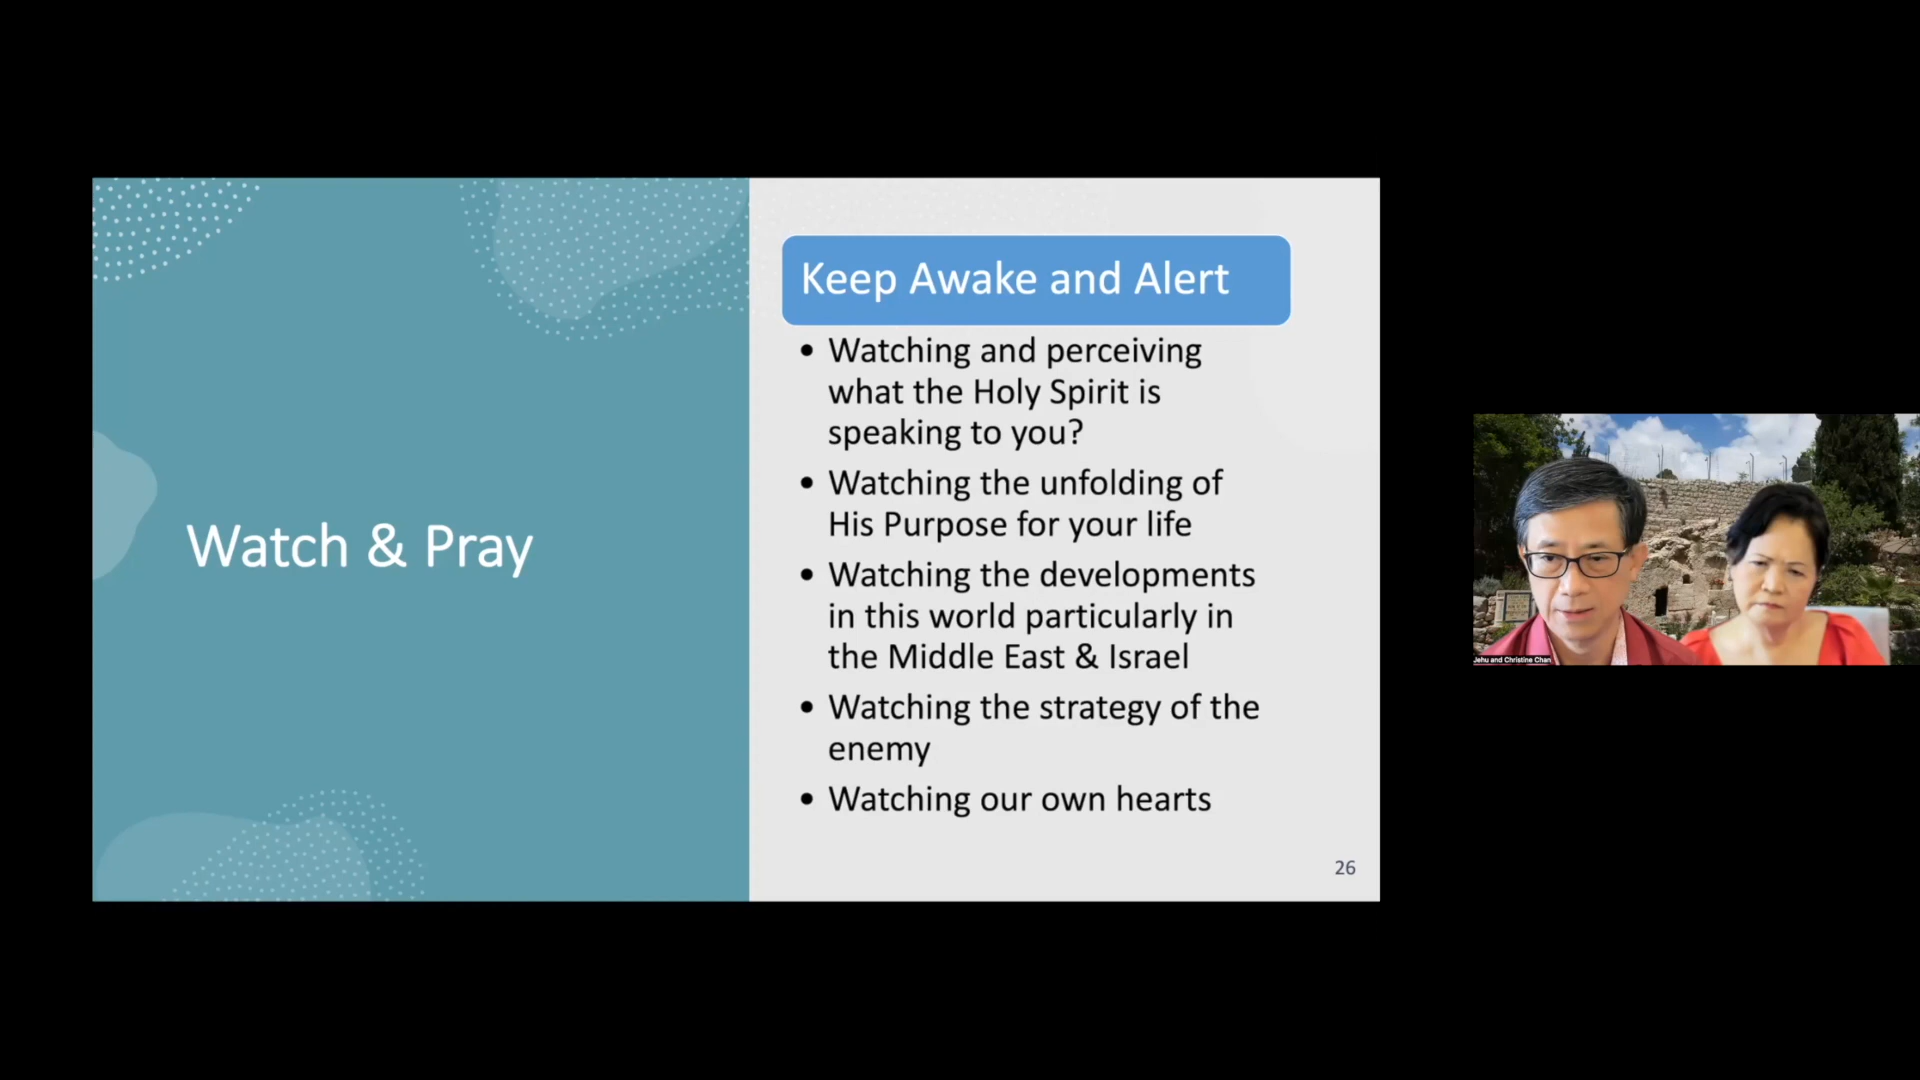 Watch & Pray
Keep Awake and Alert
• Watching and perceiving
what the Holy Spirit is
speaking to you?
• Watching the unfolding of
His Purpose for your life
• Watching the developments
in this world particularly in
the Middle East & Israel
• Watching the strategy of the
enemy
• Watching our own hearts
26
Jehu and Christine Chan